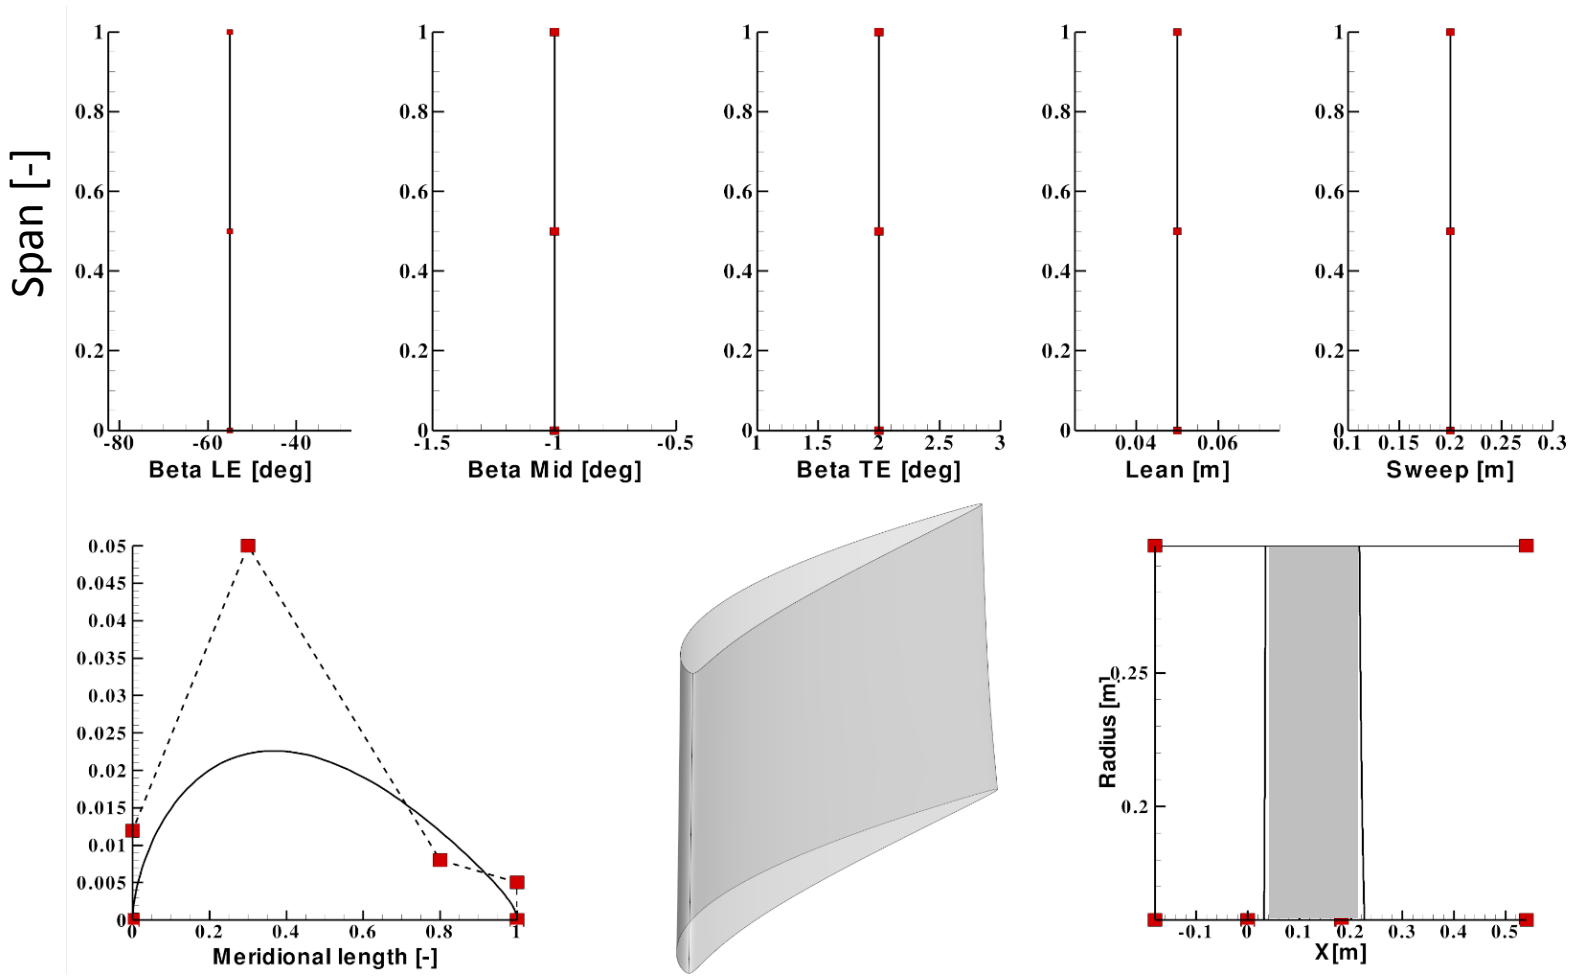 Span [-]
1 1 1 1 1
0.8 0.8 0.8 0.8 0.8
0.6 0.6 0.6 0.6 0.6
0.4 0.4 0.4 0.4 0.4
0.2 0.2 0.2 0.2 0.2
0 0 0 0 0
-80 -60 -40 -1.5 -1 -0.5 1 1.5 2 2.5 3 0.04 0.06 0.1 0.15 0.2 0.25 0.3
Beta LE [deg] Beta Mid [deg] Beta TE [deg] Lean [m] Sweep [m]
0.05
0.045
0.04
0.035
0.03
0.025
0.02
0.015
0.01
0.005
0
0 0.2 0.4 0.6 0.8 1
Meridional length [-]
Radius [m]
0.25
0.2
-0.1 0 0.1 0.2 0.3 0.4 0.5
X[m]